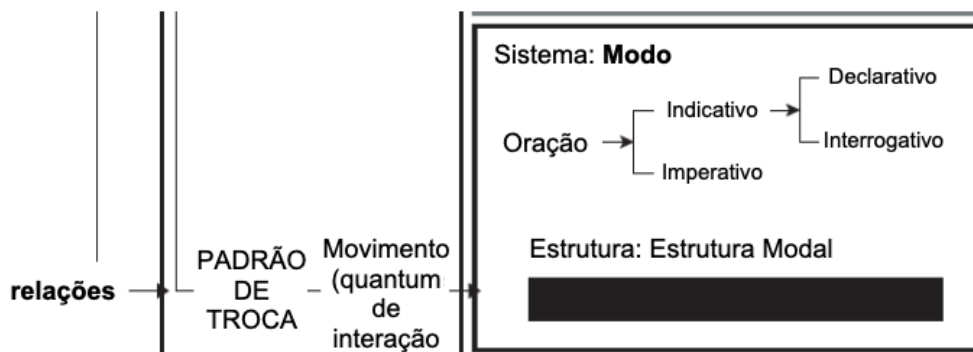 Sistema: Modo
Declarativo
Indicativo
Oração
Interrogativo
Imperativo
Estrutura: Estrutura Modal
relações
PADRÃO
DE
TROCA
Movimento
(quantum
de
interação